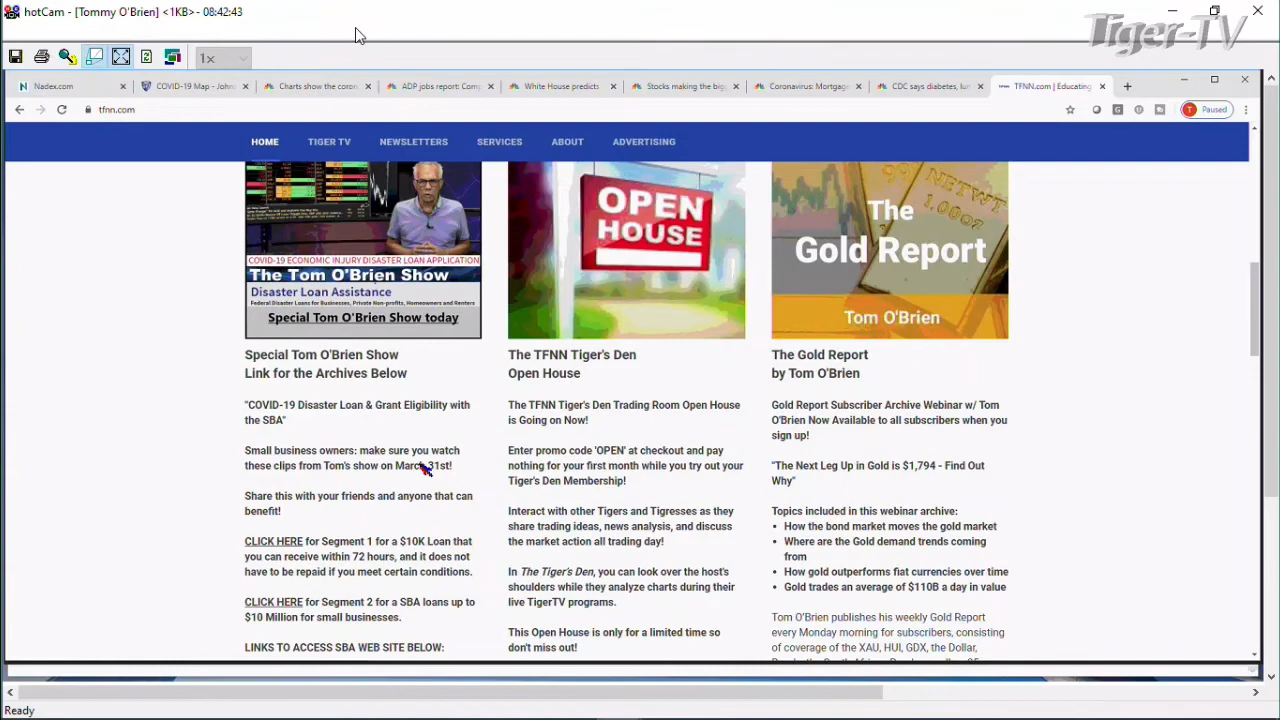 hotCam - [Tommy O'Brien] <1KB> - 08:42:43
Tiger-TV
1x
Nadex.com
COVID-19 Map - John
Charts show the coron
ADP jobs report: Com
White House predicts
Stocks making the big
Coronavirus: Mortgage
CDC says diabetes, lun
TFNN.com | Educating
tfnn.com
T
Paused
HOME
TIGER TV
NEWSLETTERS
SERVICES
ABOUT
ADVERTISING
COVID-19 ECONOMIC INJURY DISASTER LOAN APPLICATION
The Tom O'Brien Show
Disaster Loan Assistance
Federal Disaster Loans for Businesses, Private Non-profits, Homeowners and Renters
Special Tom O'Brien Show today
Special Tom O'Brien Show
Link for the Archives Below
"COVID-19 Disaster Loan & Grant Eligibility with
the SBA"
Small business owners: make sure you watch
these clips from Tom's show on March 31st!
Share this with your friends and anyone that can
benefit!
CLICK HERE for Segment 1 for a $10K Loan that
you can receive within 72 hours, and it does not
have to be repaid if you meet certain conditions.
CLICK HERE for Segment 2 for a SBA loans up to
$10 Million for small businesses.
LINKS TO ACCESS SBA WEB SITE BELOW:
OPEN
HOUSE
The TFNN Tiger's Den
Open House
The TFNN Tiger's Den Trading Room Open House
is Going on Now!
Enter promo code 'OPEN' at checkout and pay
nothing for your first month while you try out your
Tiger's Den Membership!
Interact with other Tigers and Tigresses as they
share trading ideas, news analysis, and discuss
the market action all trading day!
In The Tiger's Den, you can look over the host's
shoulder while they analyze charts during their
live TigerTV programs.
This Open House is only for a limited time so
don't miss out!
NET WT
100oz
The
Gold Report
Tom O'Brien
The Gold Report
by Tom O'Brien
Gold Report Subscriber Archive Webinar w/ Tom
O'Brien Now Available to all subscribers when you
sign up!
"The Next Leg Up in Gold is $1,794 - Find Out
Why"
Topics included in this webinar archive:
• How the bond market moves the gold market
• Where are the Gold demand trends coming
from
• How gold outperforms fiat currencies over time
• Gold trades an average of $110B a day in value
Tom O'Brien publishes his weekly Gold Report
every Monday morning for subscribers, consisting
of coverage of the XAU, HUI, GDX, the Dollar,
Ready